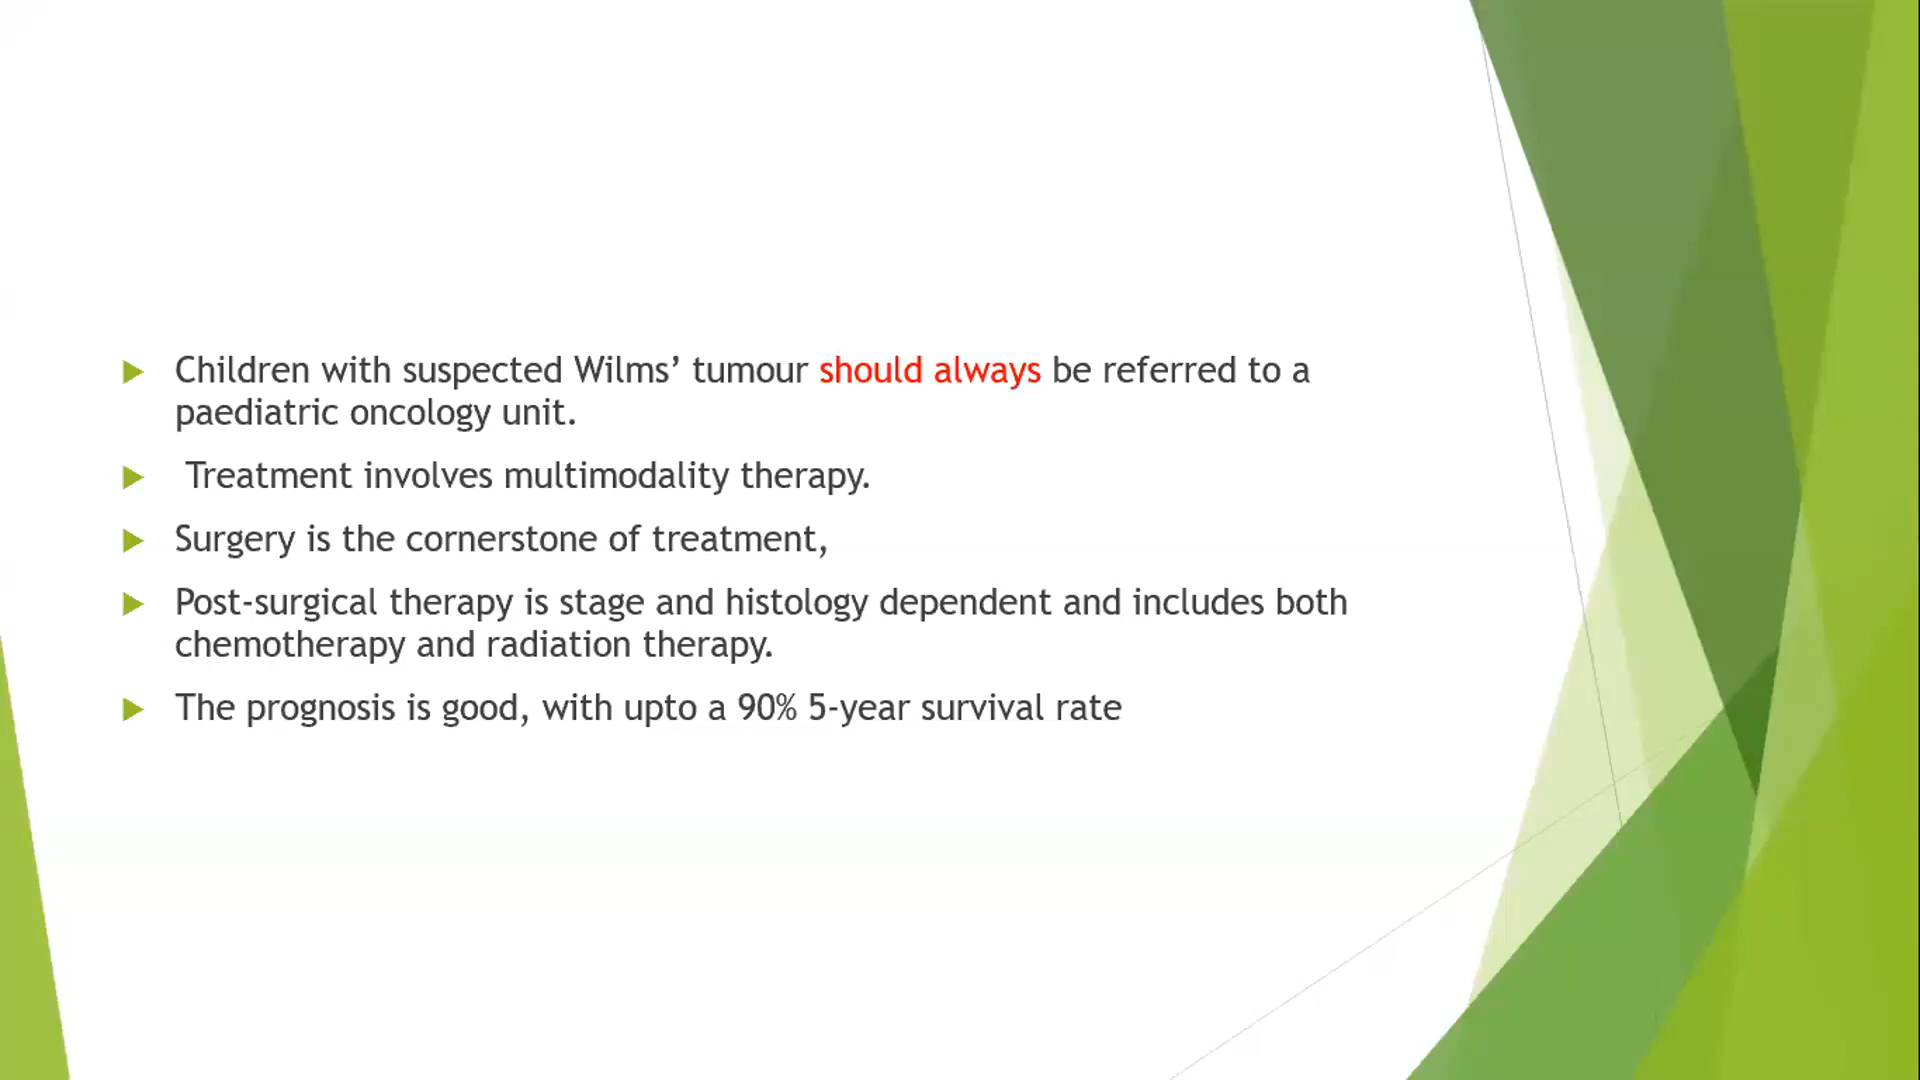 Children with suspected Wilms’ tumour should always be referred to a
paediatric oncology unit.
Treatment involves multimodality therapy.
Surgery is the cornerstone of treatment,
Post-surgical therapy is stage and histology dependent and includes both
chemotherapy and radiation therapy.
The prognosis is good, with upto a 90% 5-year survival rate